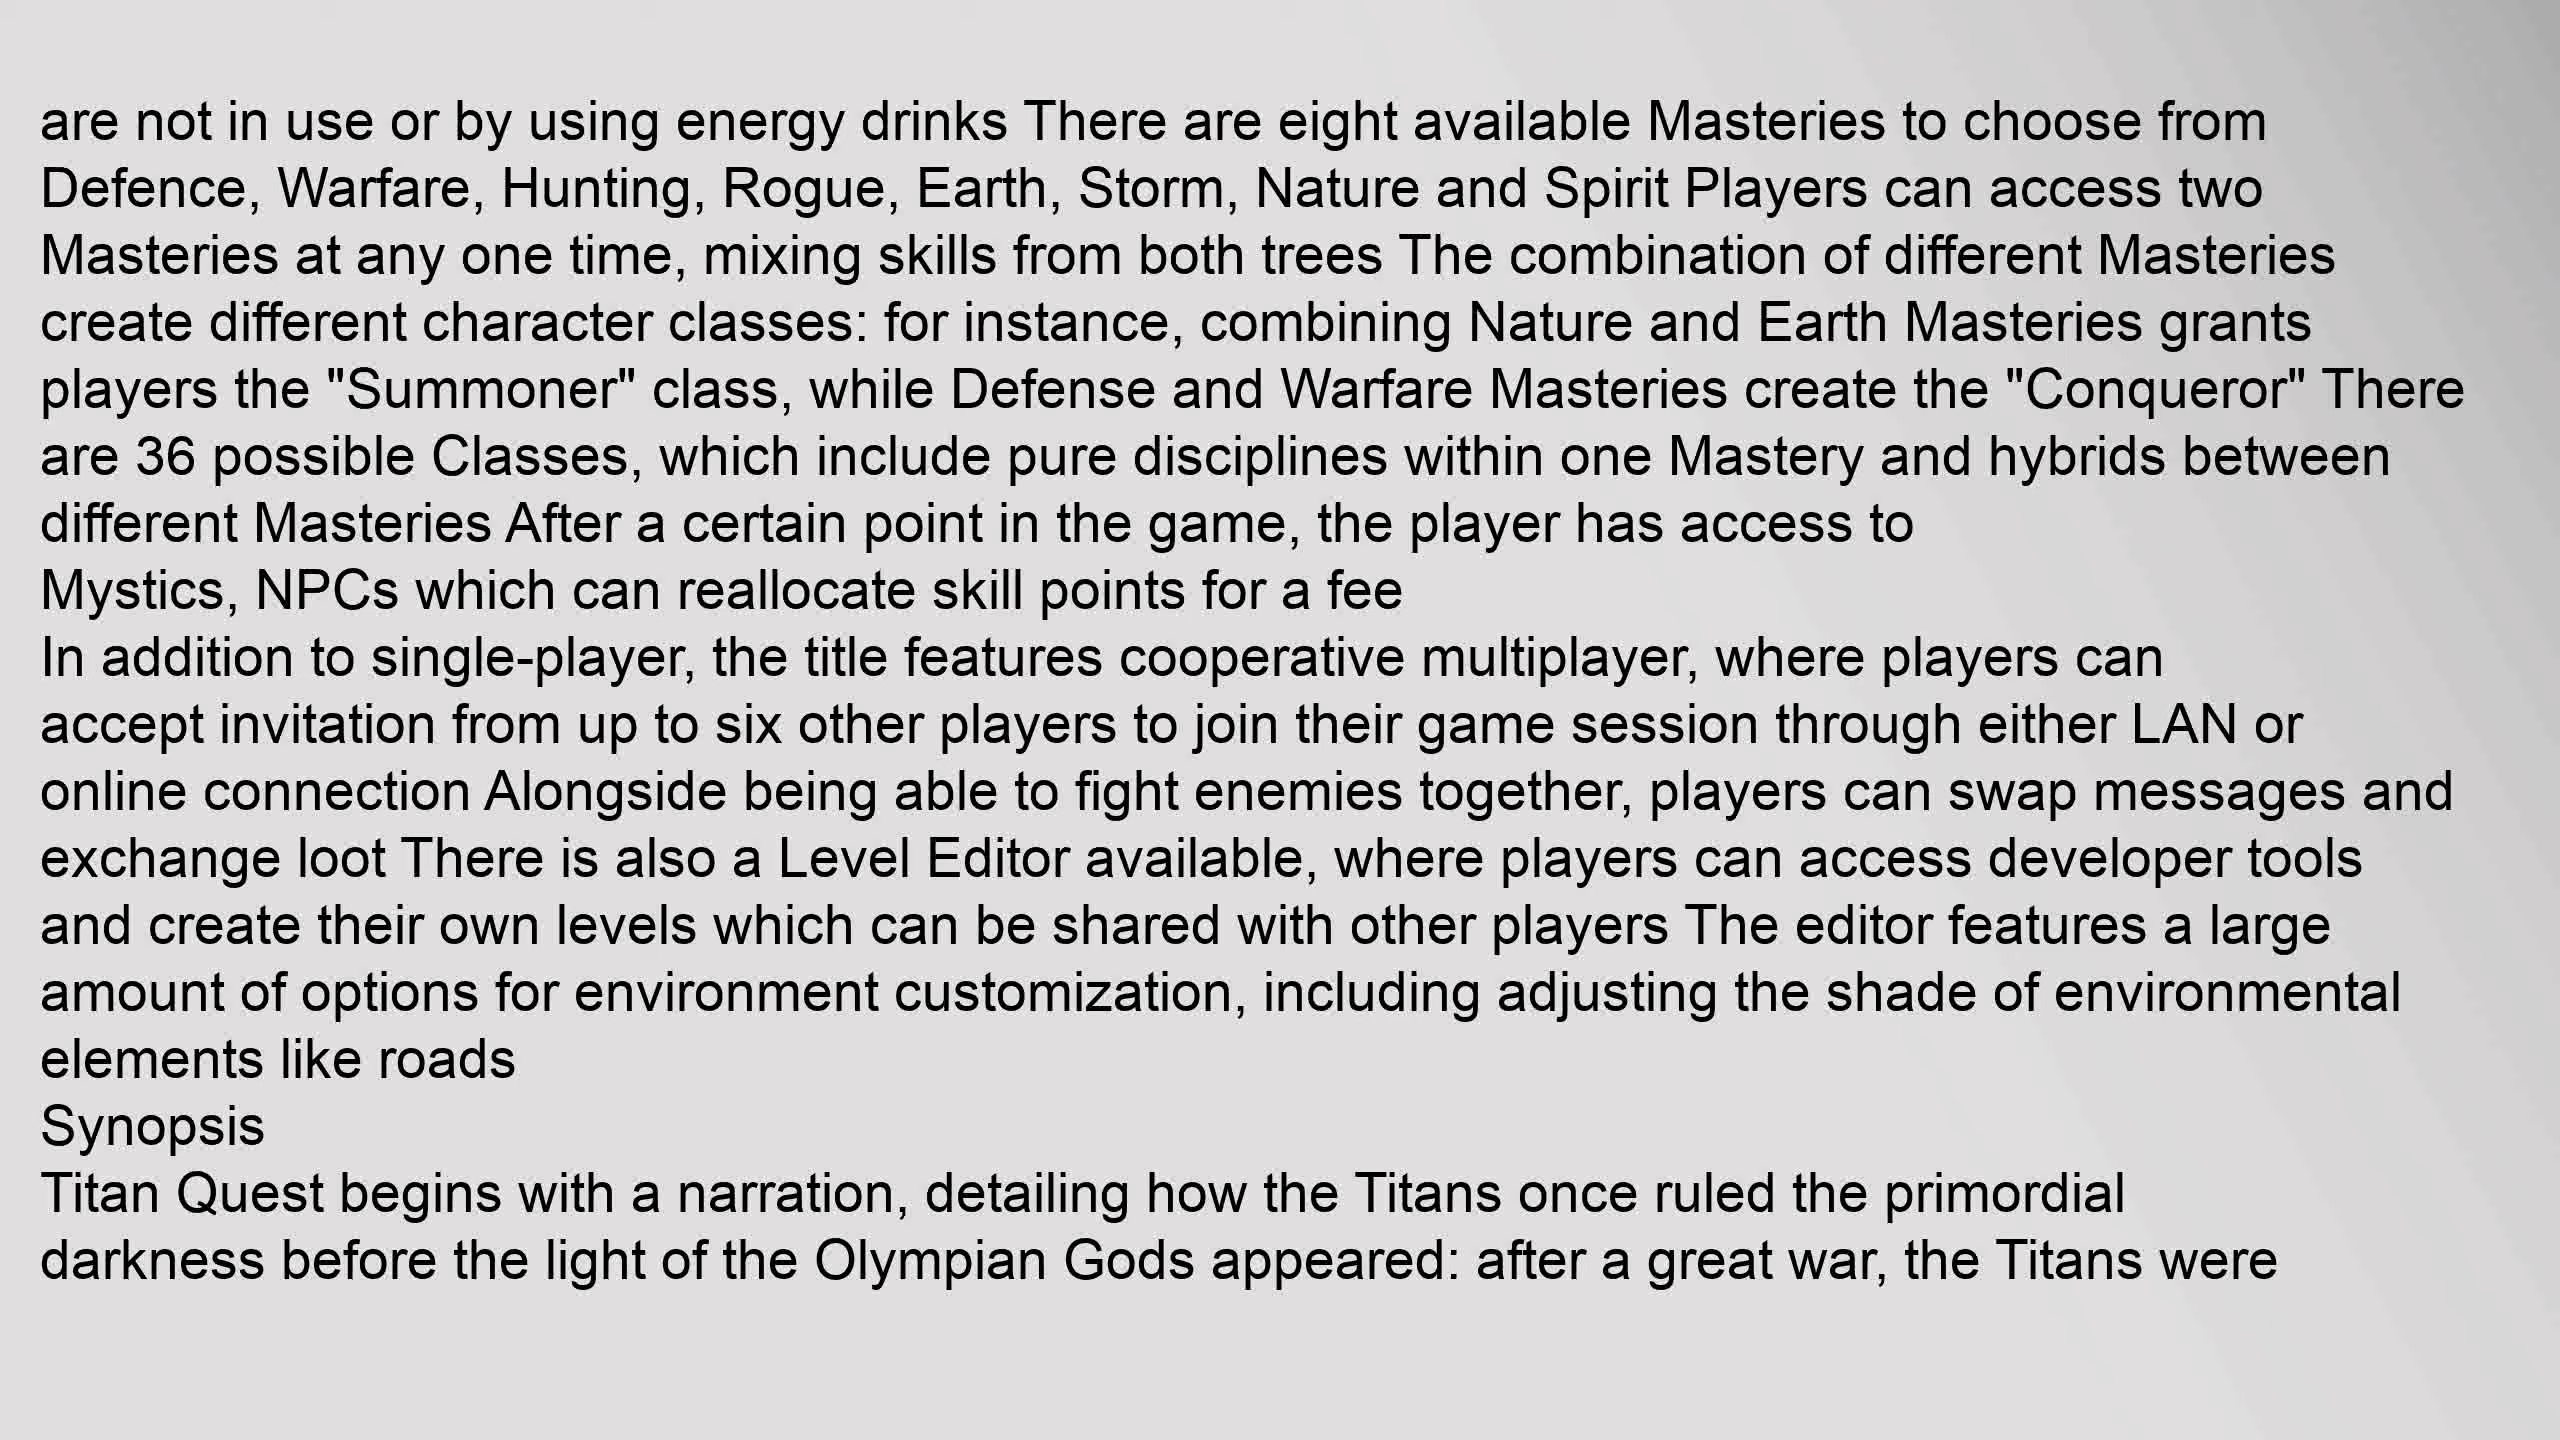 are not in use or by using energy drinks There are eight available Masteries to choose from
Defence, Warfare, Hunting, Rogue, Earth, Storm, Nature and Spirit Players can access two
Masteries at any one time, mixing skills from both trees The combination of different Masteries
create different character classes: for instance, combining Nature and Earth Masteries grants
players the "Summoner" class, while Defense and Warfare Masteries create the "Conqueror" There
are 36 possible Classes, which include pure disciplines within one Mastery and hybrids between
different Masteries After a certain point in the game, the player has access to
Mystics, NPCs which can reallocate skill points for a fee
In addition to single-player, the title features cooperative multiplayer, where players can
accept invitation from up to six other players to join their game session through either LAN or
online connection Alongside being able to fight enemies together, players can swap messages and
exchange loot There is also a Level Editor available, where players can access developer tools
and create their own levels which can be shared with other players The editor features a large
amount of options for environment customization, including adjusting the shade of environmental
elements like roads
Synopsis
Titan Quest begins with a narration, detailing how the Titans once ruled the primordial
darkness before the light of the Olympian Gods appeared: after a great war, the Titans were